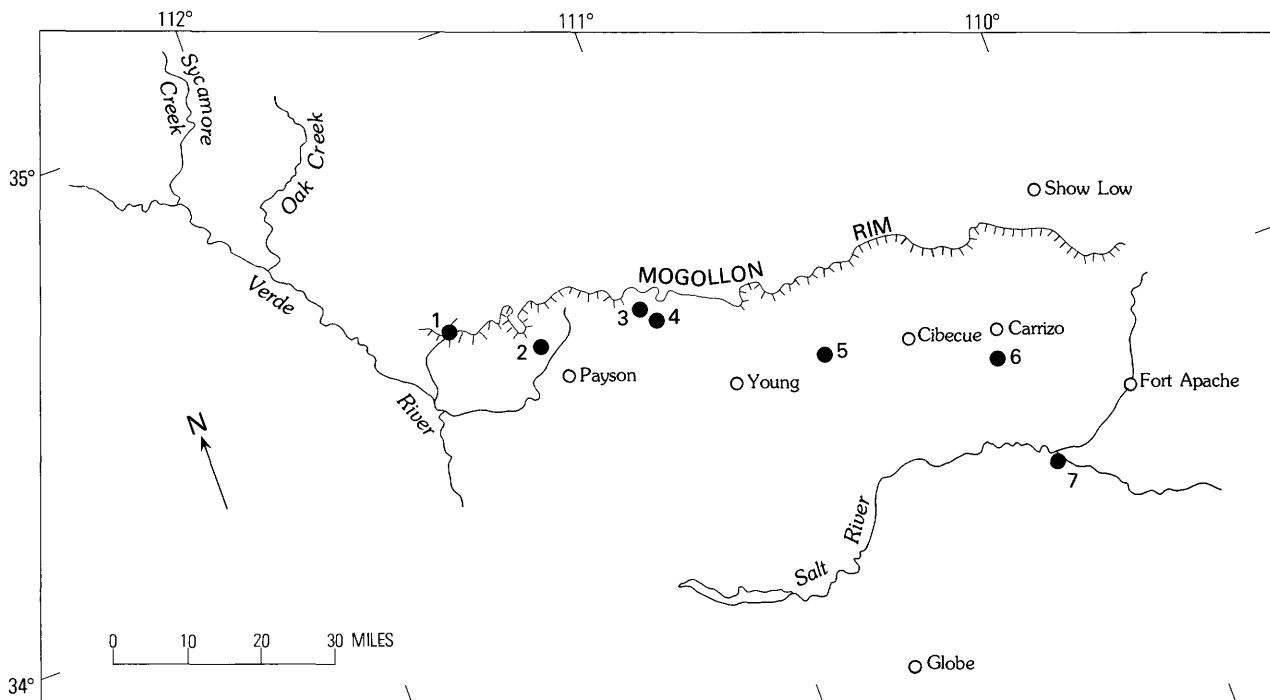 112°
111°
110°
Sycamore
Creek
Oak Creek
35°
Show Low
RIM
MOGOLLON
Verde
River
1
2
3
4
5
6
7
Cibecue
Carrizo
Payson
Young
Fort Apache
N
Salt
River
0 10 20 30 MILES
Globe
34°